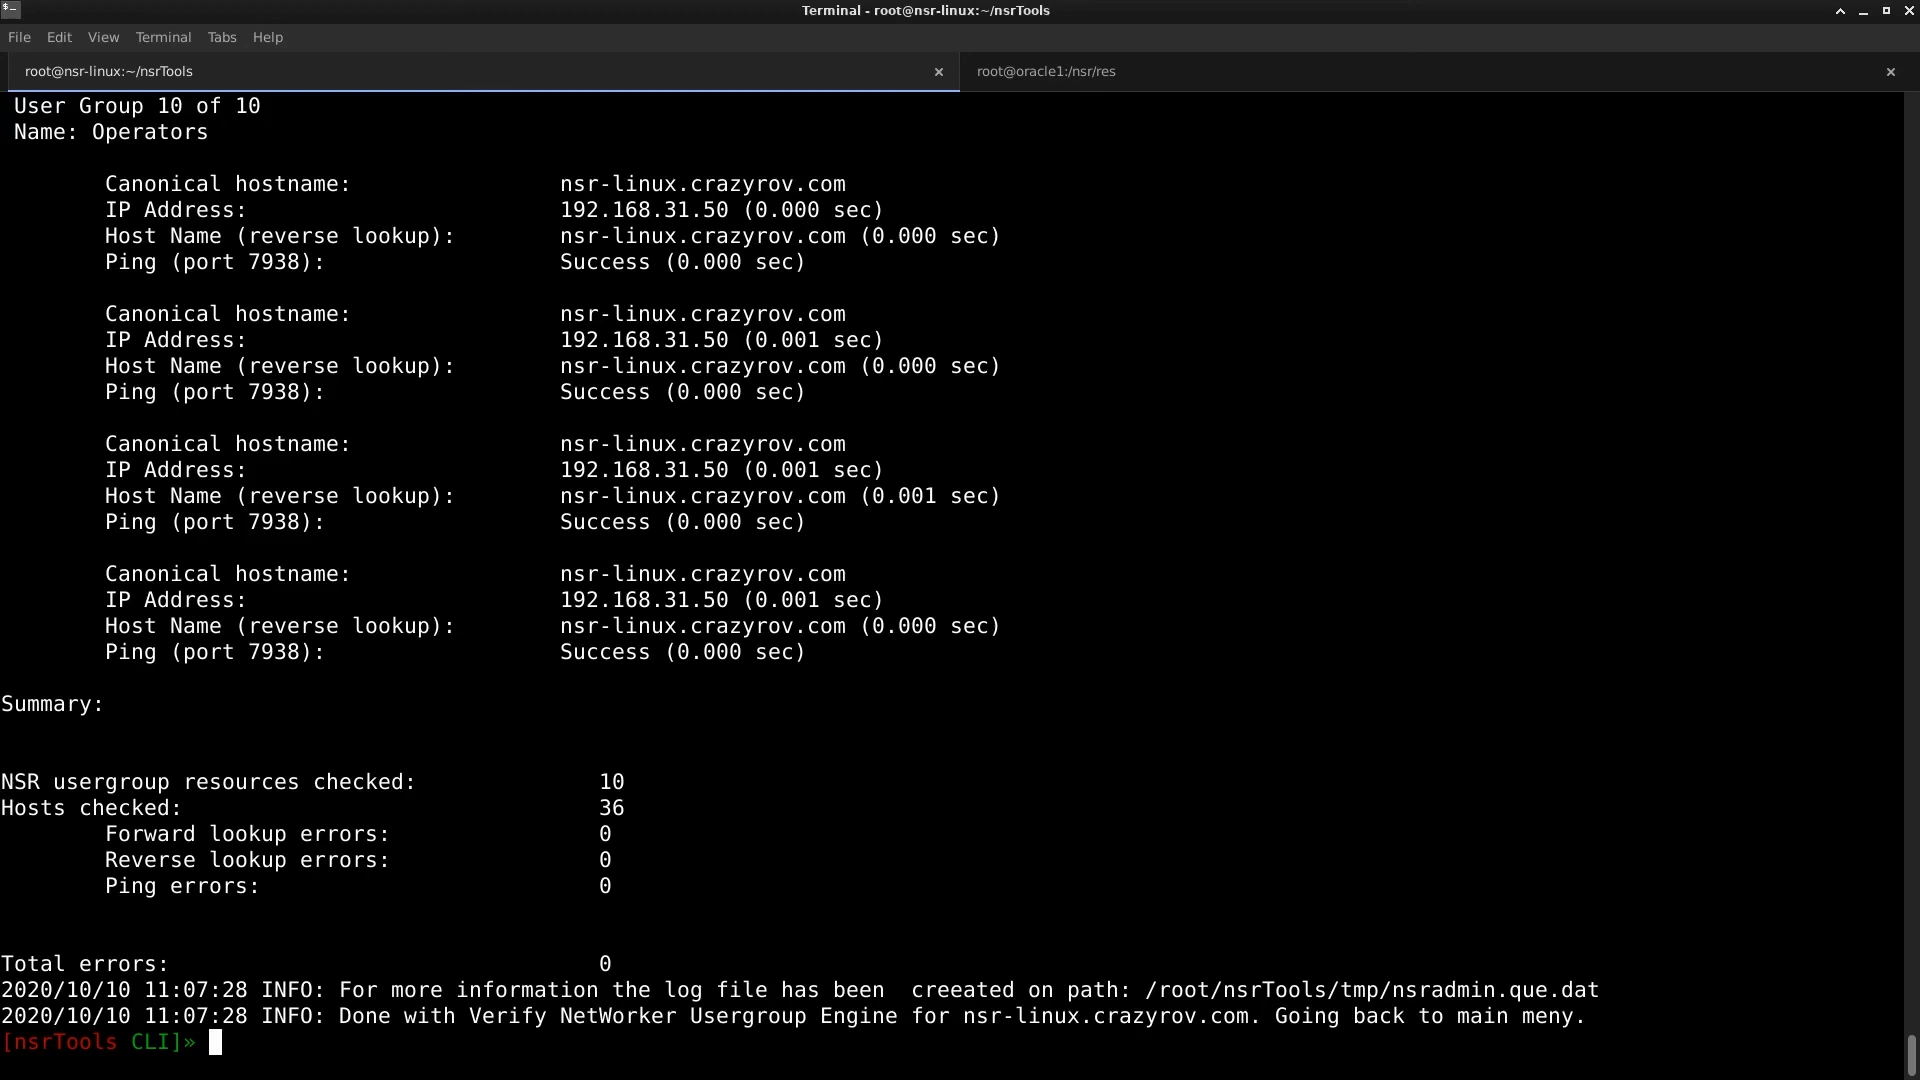 Terminal - root@nsr-linux:~/nsrTools
File Edit View Terminal Tabs Help
root@nsr-linux:~/nsrTools root@oracle1:/nsr/res
User Group 10 of 10
Name: Operators
Canonical hostname: nsr-linux.crazyrov.com
IP Address: 192.168.31.50 (0.000 sec)
Host Name (reverse lookup): nsr-linux.crazyrov.com (0.000 sec)
Ping (port 7938): Success (0.000 sec)
Canonical hostname: nsr-linux.crazyrov.com
IP Address: 192.168.31.50 (0.001 sec)
Host Name (reverse lookup): nsr-linux.crazyrov.com (0.000 sec)
Ping (port 7938): Success (0.000 sec)
Canonical hostname: nsr-linux.crazyrov.com
IP Address: 192.168.31.50 (0.001 sec)
Host Name (reverse lookup): nsr-linux.crazyrov.com (0.001 sec)
Ping (port 7938): Success (0.000 sec)
Canonical hostname: nsr-linux.crazyrov.com
IP Address: 192.168.31.50 (0.001 sec)
Host Name (reverse lookup): nsr-linux.crazyrov.com (0.000 sec)
Ping (port 7938): Success (0.000 sec)
Summary:
NSR usergroup resources checked: 10
Hosts checked: 36
Forward lookup errors: 0
Reverse lookup errors: 0
Ping errors: 0
Total errors: 0
2020/10/10 11:07:28 INFO: For more information the log file has been  creeated on path: /root/nsrTools/tmp/nsradmin.que.dat
2020/10/10 11:07:28 INFO: Done with Verify NetWorker Usergroup Engine for nsr-linux.crazyrov.com. Going back to main meny.
[nsrTools CLI]»